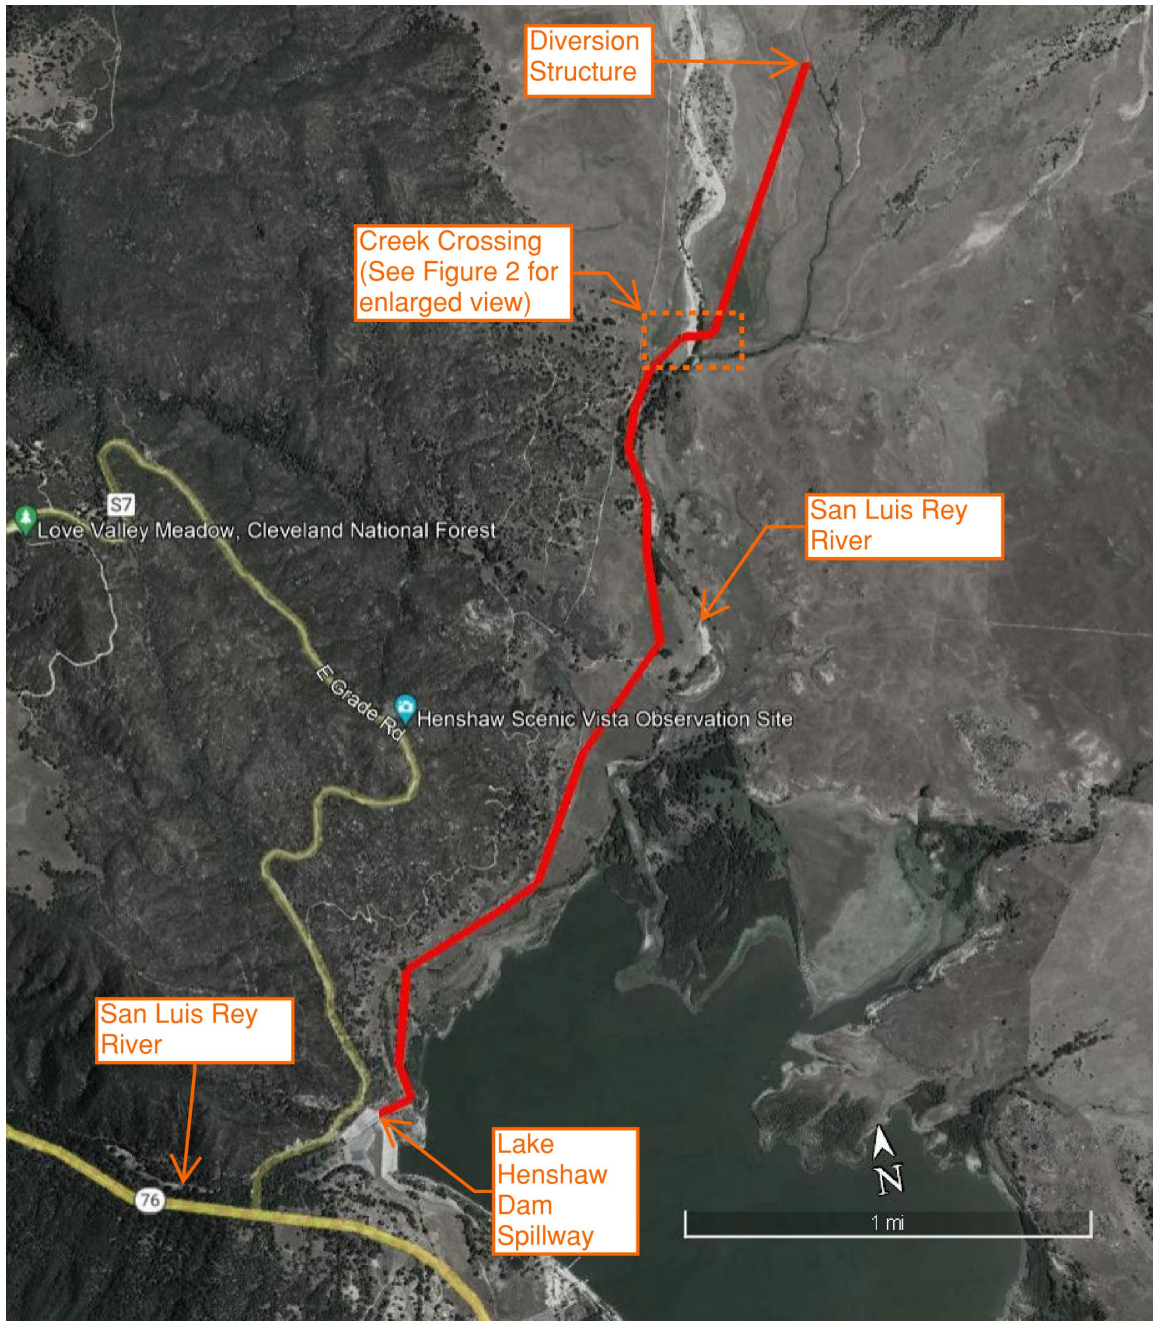 Diversion
Structure
Creek Crossing
(See Figure 2 for
enlarged view)
S7
Love Valley Meadow, Cleveland National Forest
San Luis Rey
River
E Grade Rd
Henshaw Scenic Vista Observation Site
San Luis Rey
River
Lake
Henshaw
Dam
Spillway
N
1 mi
76